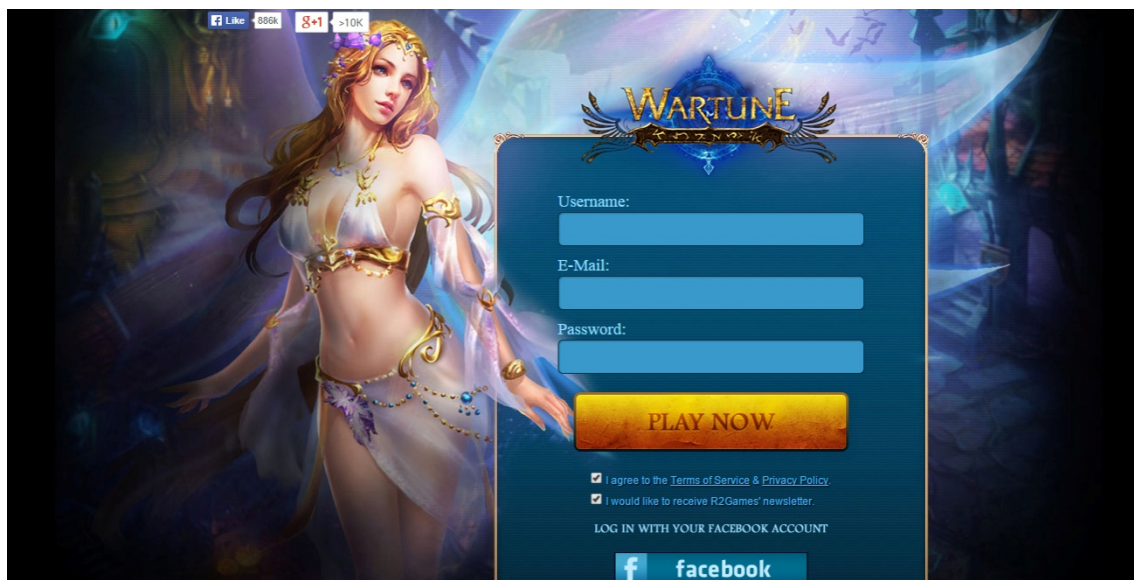 Like 886k
g+1 >10K
WARTUNE
Username:
E-Mail:
Password:
PLAY NOW
I agree to the Terms of Service & Privacy Policy.
I would like to receive R2Games' newsletter.
LOG IN WITH YOUR FACEBOOK ACCOUNT
f facebook